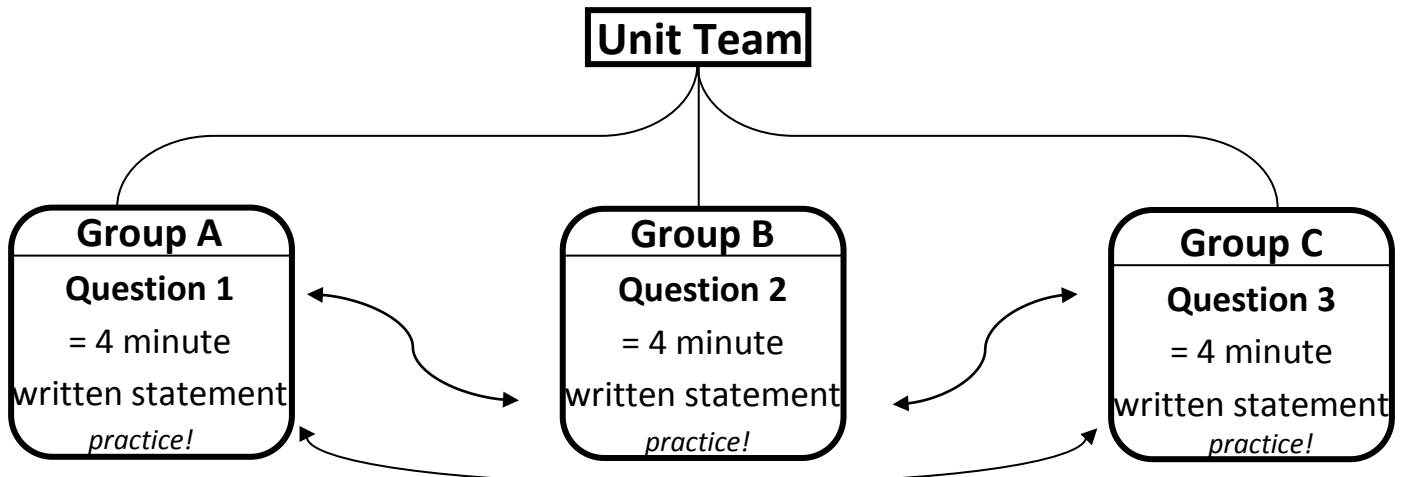 Unit Team
Group A
Question 1
= 4 minute
written statement
practice!
Group B
Question 2
= 4 minute
written statement
practice!
Group C
Question 3
= 4 minute
written statement
practice!